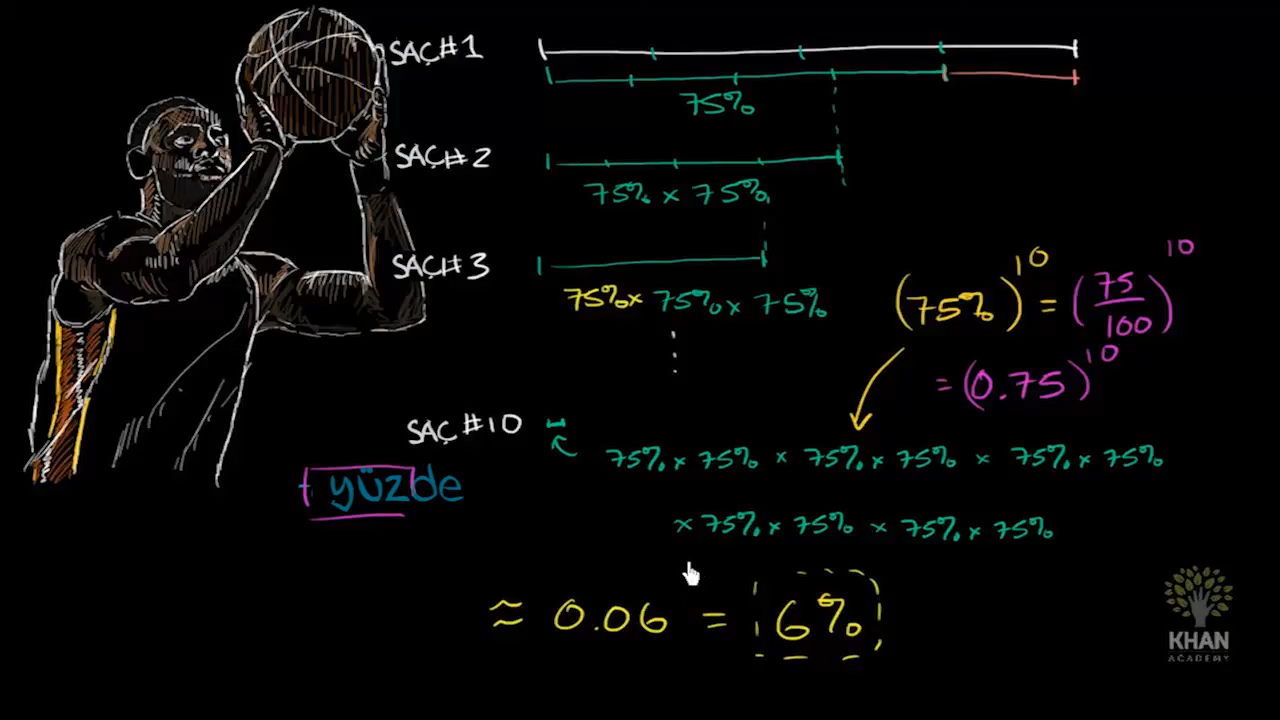 SAÇ#1
75%
SAÇ#2
75% x 75%
SAÇ#3
75% x 75% x 75%
(75%)^10 = (75/100)^10
= (0.75)^10
SAÇ #10
75% x 75% x 75% x 75% x 75% x 75%
yüzde
x 75% x 75% x 75% x 75%
≈ 0.06 = 6%
KHAN
ACADEMY